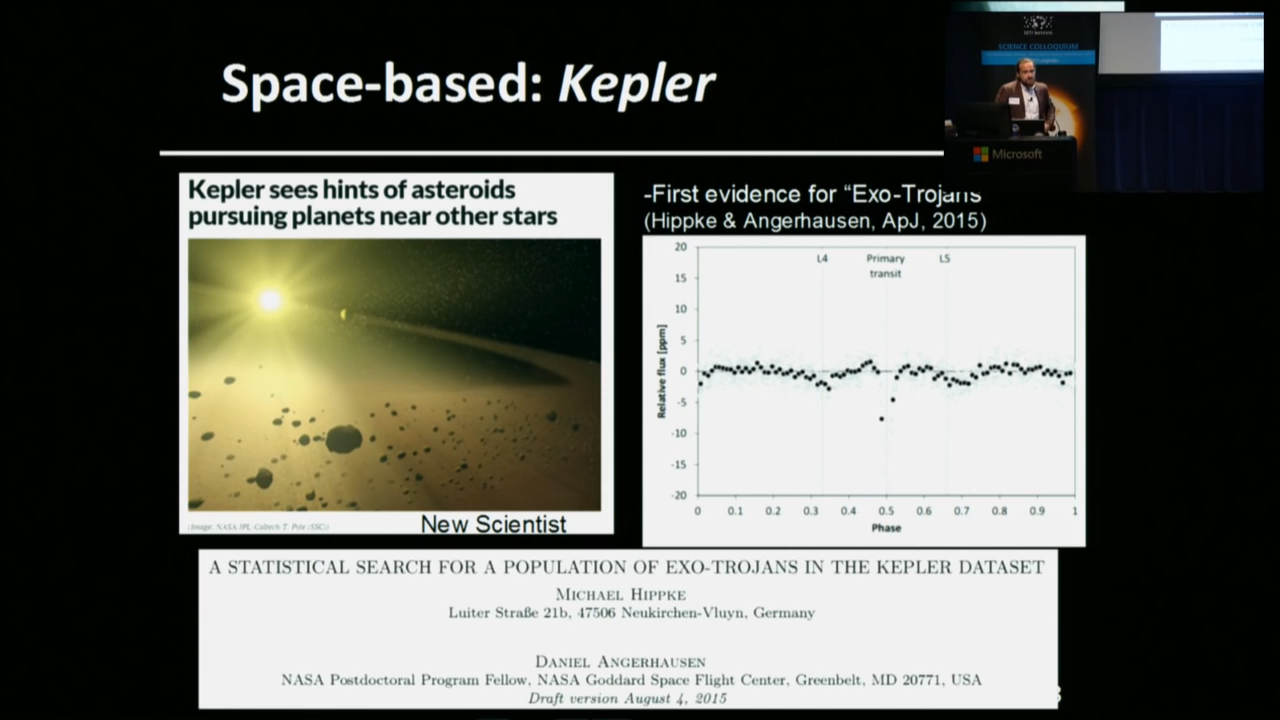 Space-based: Kepler
SETI Institute
SCIENCE COLLOQUIUM
Microsoft
Kepler sees hints of asteroids
pursuing planets near other stars
(Image: NASA JPL-Caltech T. Pyle (SSC))
New Scientist
-First evidence for “Exo-Trojans
(Hippke & Angerhausen, ApJ, 2015)
20
15
10
5
0
-5
-10
-15
-20
Relative flux [ppm]
L4
Primary
transit
L5
0 0.1 0.2 0.3 0.4 0.5 0.6 0.7 0.8 0.9 1
Phase
A STATISTICAL SEARCH FOR A POPULATION OF EXO-TROJANS IN THE KEPLER DATASET
MICHAEL HIPPKE
Luiter Straße 21b, 47506 Neukirchen-Vluyn, Germany
DANIEL ANGERHAUSEN
NASA Postdoctoral Program Fellow, NASA Goddard Space Flight Center, Greenbelt, MD 20771, USA
Draft version August 4, 2015